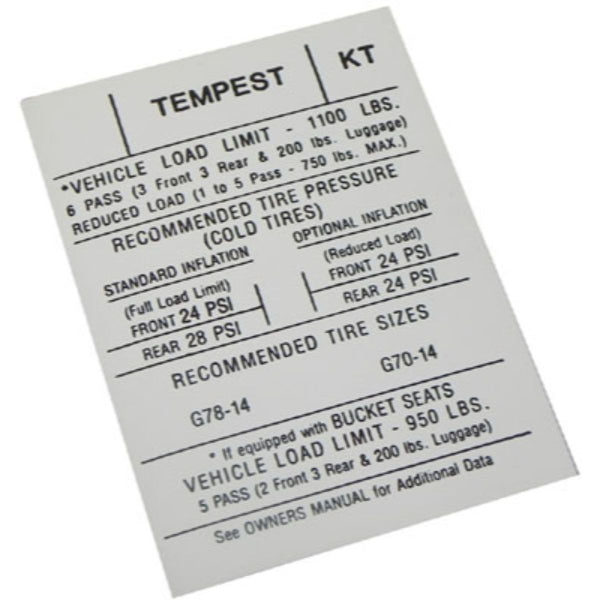 TEMPEST KT
*VEHICLE LOAD LIMIT - 1100 LBS.
6 PASS (3 Front 3 Rear & 200 lbs. Luggage)
REDUCED LOAD (1 to 5 Pass - 750 lbs. MAX.)
RECOMMENDED TIRE PRESSURE
(COLD TIRES)
STANDARD INFLATION
(Full Load Limit)
FRONT 24 PSI
REAR 28 PSI
OPTIONAL INFLATION
(Reduced Load)
FRONT 24 PSI
REAR 24 PSI
RECOMMENDED TIRE SIZES
G78-14 G70-14
* If equipped with BUCKET SEATS
VEHICLE LOAD LIMIT - 950 LBS.
5 PASS (2 Front 3 Rear & 200 lbs. Luggage)
See OWNERS MANUAL for Additional Data